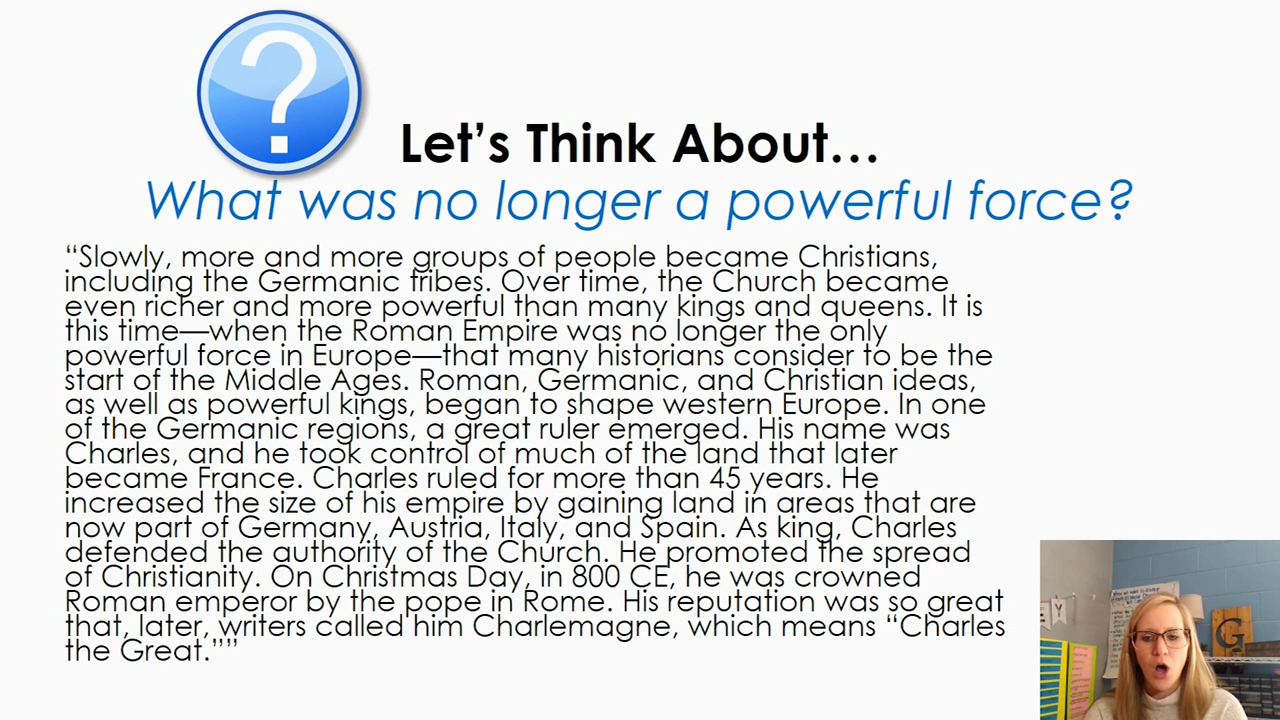 ?
Let’s Think About…
What was no longer a powerful force?
“Slowly, more and more groups of people became Christians,
including the Germanic tribes. Over time, the Church became
even richer and more powerful than many kings and queens. It is
this time—when the Roman Empire was no longer the only
powerful force in Europe—that many historians consider to be the
start of the Middle Ages. Roman, Germanic, and Christian ideas,
as well as powerful kings, began to shape western Europe. In one
of the Germanic regions, a great ruler emerged. His name was
Charles, and he took control of much of the land that later
became France. Charles ruled for more than 45 years. He
increased the size of his empire by gaining land in areas that are
now part of Germany, Austria, Italy, and Spain. As king, Charles
defended the authority of the Church. He promoted the spread
of Christianity. On Christmas Day, in 800 CE, he was crowned
Roman emperor by the pope in Rome. His reputation was so great
that, later, writers called him Charlemagne, which means “Charles
the Great.””
G